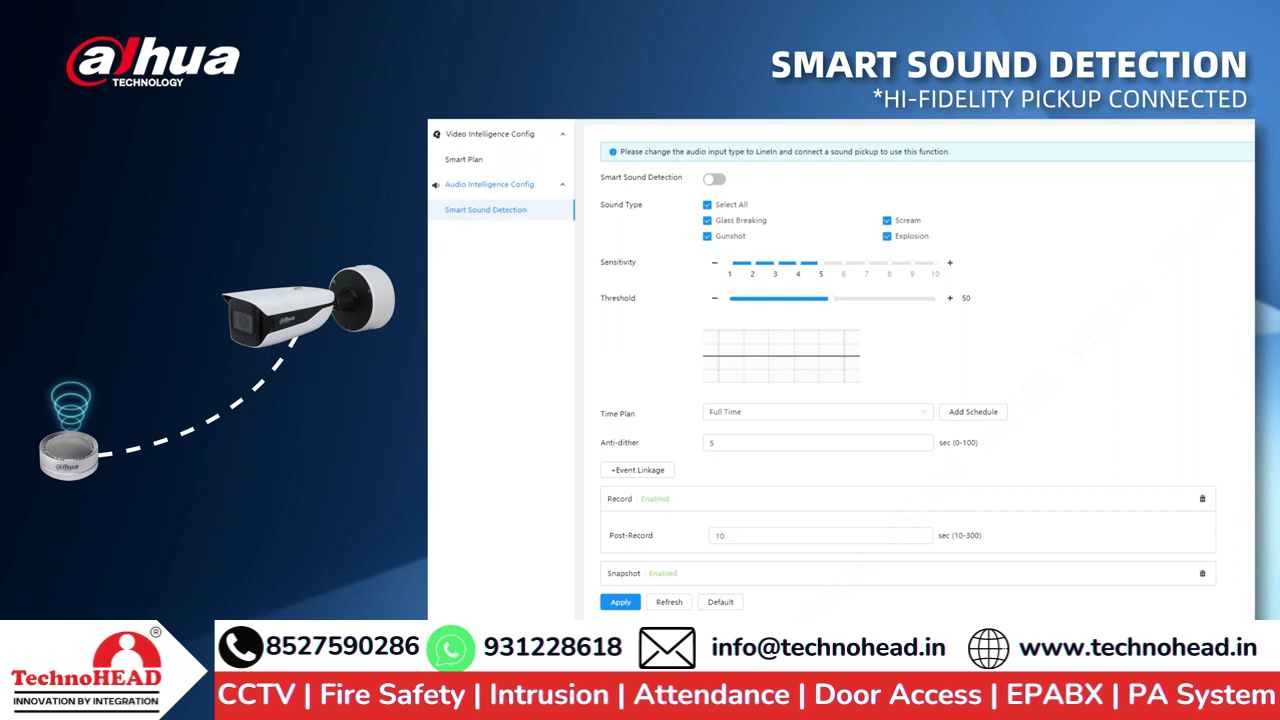 alhua
TECHNOLOGY
SMART SOUND DETECTION
*HI-FIDELITY PICKUP CONNECTED
Video Intelligence Config
Smart Plan
Audio Intelligence Config
Smart Sound Detection
Please change the audio input type to LineIn and connect a sound pickup to use this function.
Smart Sound Detection
Sound Type
Select All
Glass Breaking Scream
Gunshot Explosion
Sensitivity - +
1 2 3 4 5 6 7 8 9 10
Threshold - + 50
Time Plan Full Time Add Schedule
Anti-dither 5 sec (0-100)
+Event Linkage
Record Enabled
Post-Record 10 sec (10-300)
Snapshot Enabled
Apply Refresh Default
alhua
alhua
TechnoHEAD ®
INNOVATION BY INTEGRATION
8527590286 931228618 info@technohead.in www.technohead.in
CCTV | Fire Safety | Intrusion | Attendance | Door Access | EPABX | PA System